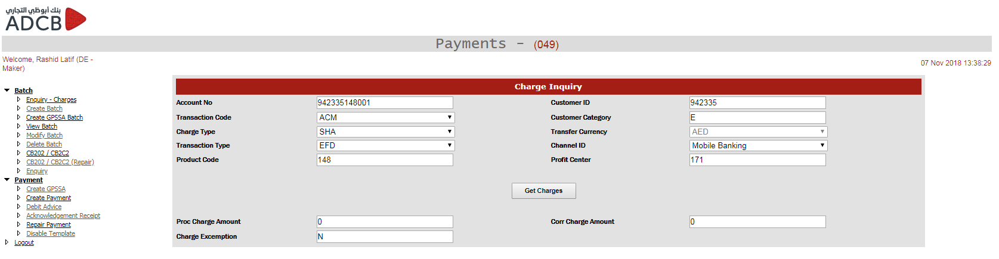 بنك أبوظبي التجاري
ADCB
Payments - (049)
Welcome, Rashid Latif (DE -
Maker)
07 Nov 2018 13:38:29
Batch
Enquiry - Charges
Create Batch
Create GPSSA Batch
View Batch
Modify Batch
Delete Batch
CB202 / CB2C2
CB202 / CB2C2 (Repair)
Enquiry
Payment
Create GPSSA
Create Payment
Debit Advice
Acknowledgement Receipt
Repair Payment
Disable Template
Logout
Charge Inquiry
Account No 942335148001 Customer ID 942335
Transaction Code ACM Customer Category E
Charge Type SHA Transfer Currency AED
Transaction Type EFD Channel ID Mobile Banking
Product Code 148 Profit Center 171
Get Charges
Proc Charge Amount 0 Corr Charge Amount 0
Charge Excemption N